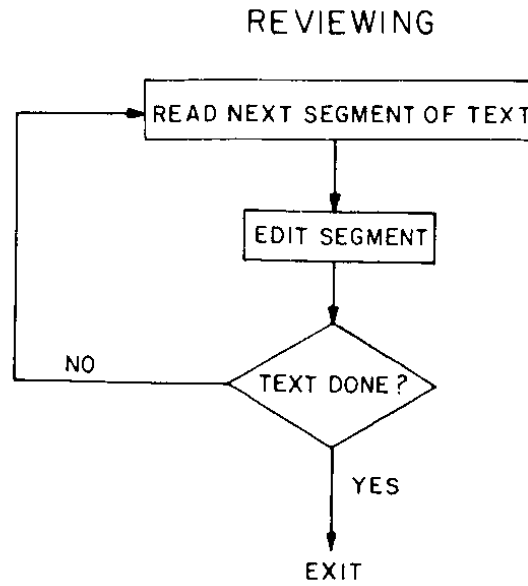 REVIEWING
READ NEXT SEGMENT OF TEXT
EDIT SEGMENT
TEXT DONE?
NO
YES
EXIT